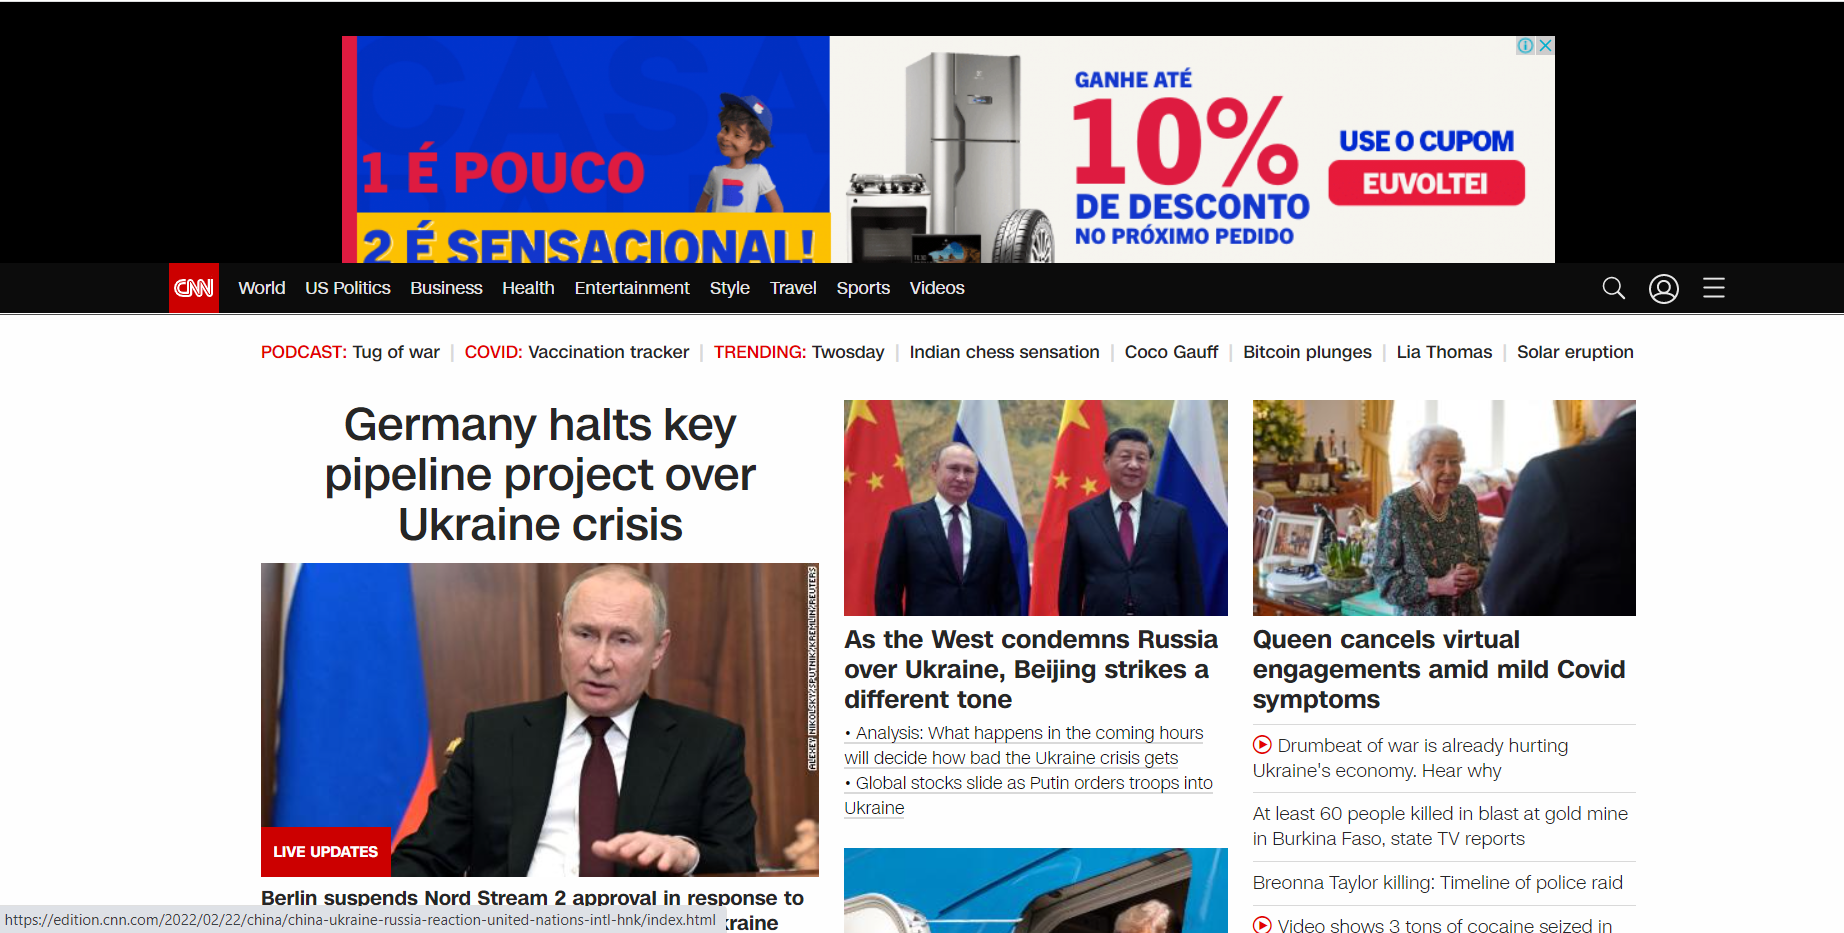 1 É POUCO
2 É SENSACIONAL!
GANHE ATÉ
10%
DE DESCONTO
NO PRÓXIMO PEDIDO
USE O CUPOM
EUVOLTEI
CNN World US Politics Business Health Entertainment Style Travel Sports Videos
PODCAST: Tug of war | COVID: Vaccination tracker | TRENDING: Twosday | Indian chess sensation | Coco Gauff | Bitcoin plunges | Lia Thomas | Solar eruption
Germany halts key
pipeline project over
Ukraine crisis
ALEXEY NIKOLSKY/SPUTNIK/KREMLIN/REUTERS
LIVE UPDATES
Berlin suspends Nord Stream 2 approval in response to
kraine
As the West condemns Russia
over Ukraine, Beijing strikes a
different tone
• Analysis: What happens in the coming hours
will decide how bad the Ukraine crisis gets
• Global stocks slide as Putin orders troops into
Ukraine
Queen cancels virtual
engagements amid mild Covid
symptoms
Drumbeat of war is already hurting
Ukraine's economy. Hear why
At least 60 people killed in blast at gold mine
in Burkina Faso, state TV reports
Breonna Taylor killing: Timeline of police raid
Video shows 3 tons of cocaine seized in
https://edition.cnn.com/2022/02/22/china/china-ukraine-russia-reaction-united-nations-intl-hnk/index.html